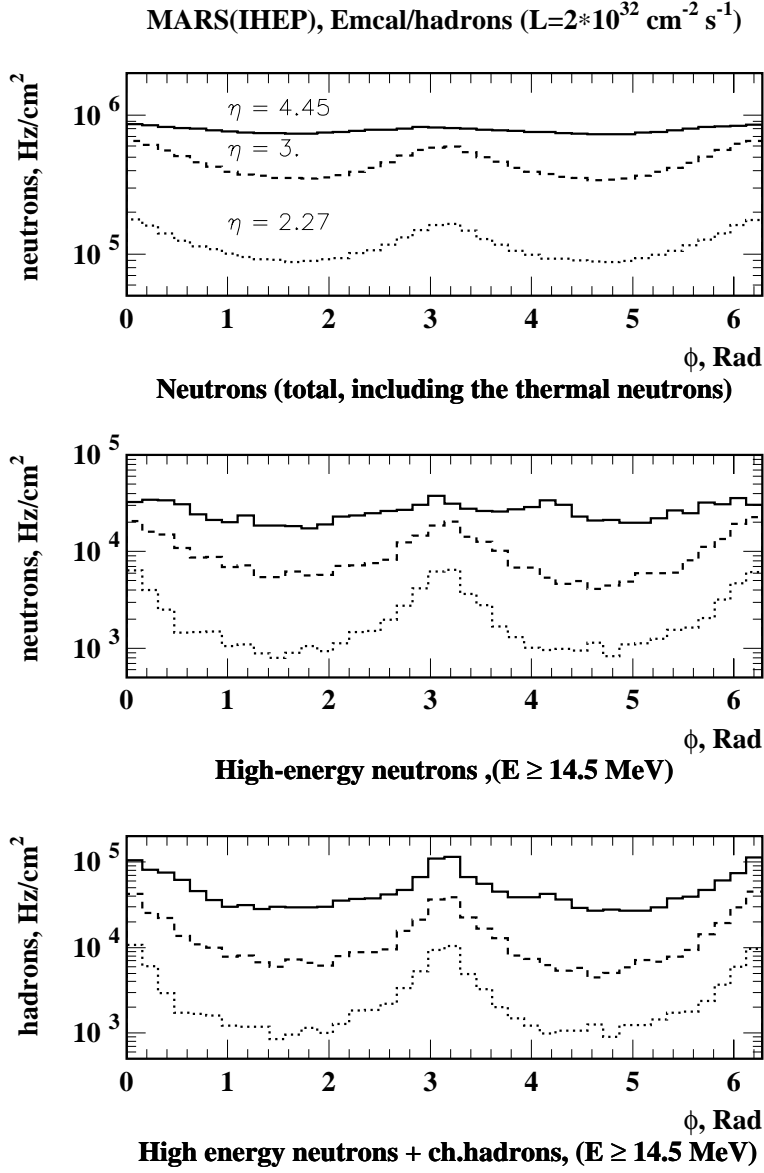 MARS(IHEP), Emcal/hadrons (L=2*10^32 cm^-2 s^-1)
neutrons, Hz/cm^2
10^6
10^5
η = 4.45
η = 3.
η = 2.27
0 1 2 3 4 5 6
ϕ, Rad
Neutrons (total, including the thermal neutrons)
neutrons, Hz/cm^2
10^5
10^4
10^3
0 1 2 3 4 5 6
ϕ, Rad
High-energy neutrons ,(E ≥ 14.5 MeV)
hadrons, Hz/cm^2
10^5
10^4
10^3
0 1 2 3 4 5 6
ϕ, Rad
High energy neutrons + ch.hadrons, (E ≥ 14.5 MeV)